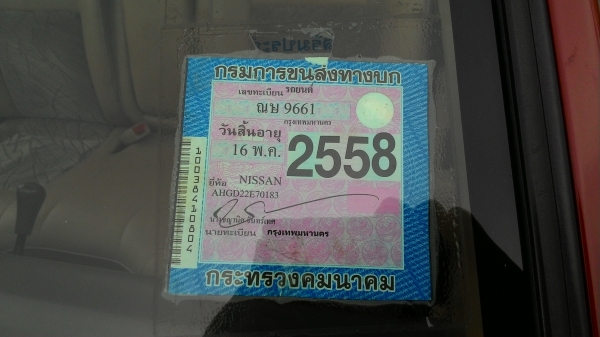 กรมการขนส่งทางบก
เลขทะเบียน รถยนต์
ฌษ 9661
กรุงเทพมหานคร
วันสิ้นอายุ
16 พ.ค. 2558
ยี่ห้อ NISSAN
AHGD22E70183
นายทะเบียน กรุงเทพมหานคร
กระทรวงคมนาคม
10038410804